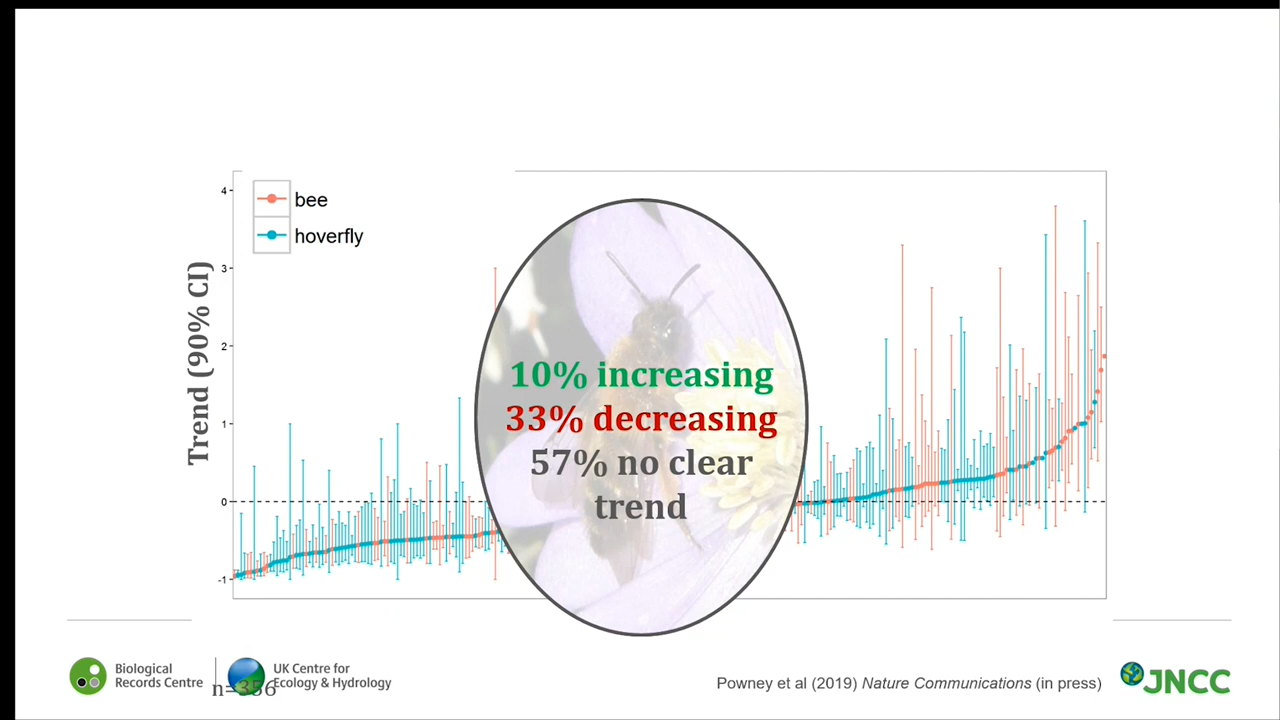 4
3
2
1
0
-1
Trend (90% CI)
bee
hoverfly
10% increasing
33% decreasing
57% no clear
trend
Biological
Records Centre
UK Centre for
Ecology & Hydrology
n=356
Powney et al (2019) Nature Communications (in press)
JNCC